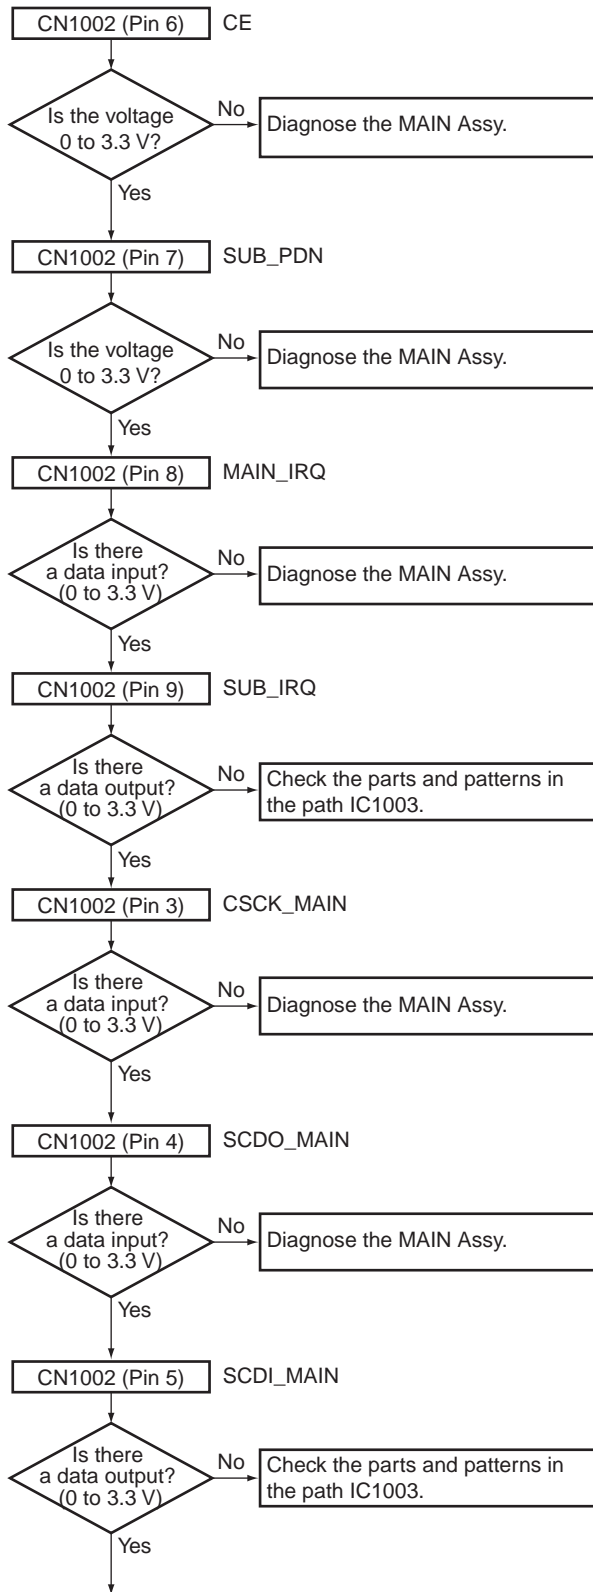 CN1002 (Pin 6) CE
Is the voltage
0 to 3.3 V?
No
Diagnose the MAIN Assy.
Yes
CN1002 (Pin 7) SUB_PDN
Is the voltage
0 to 3.3 V?
No
Diagnose the MAIN Assy.
Yes
CN1002 (Pin 8) MAIN_IRQ
Is there
a data input?
(0 to 3.3 V)
No
Diagnose the MAIN Assy.
Yes
CN1002 (Pin 9) SUB_IRQ
Is there
a data output?
(0 to 3.3 V)
No
Check the parts and patterns in
the path IC1003.
Yes
CN1002 (Pin 3) CSCK_MAIN
Is there
a data input?
(0 to 3.3 V)
No
Diagnose the MAIN Assy.
Yes
CN1002 (Pin 4) SCDO_MAIN
Is there
a data input?
(0 to 3.3 V)
No
Diagnose the MAIN Assy.
Yes
CN1002 (Pin 5) SCDI_MAIN
Is there
a data output?
(0 to 3.3 V)
No
Check the parts and patterns in
the path IC1003.
Yes